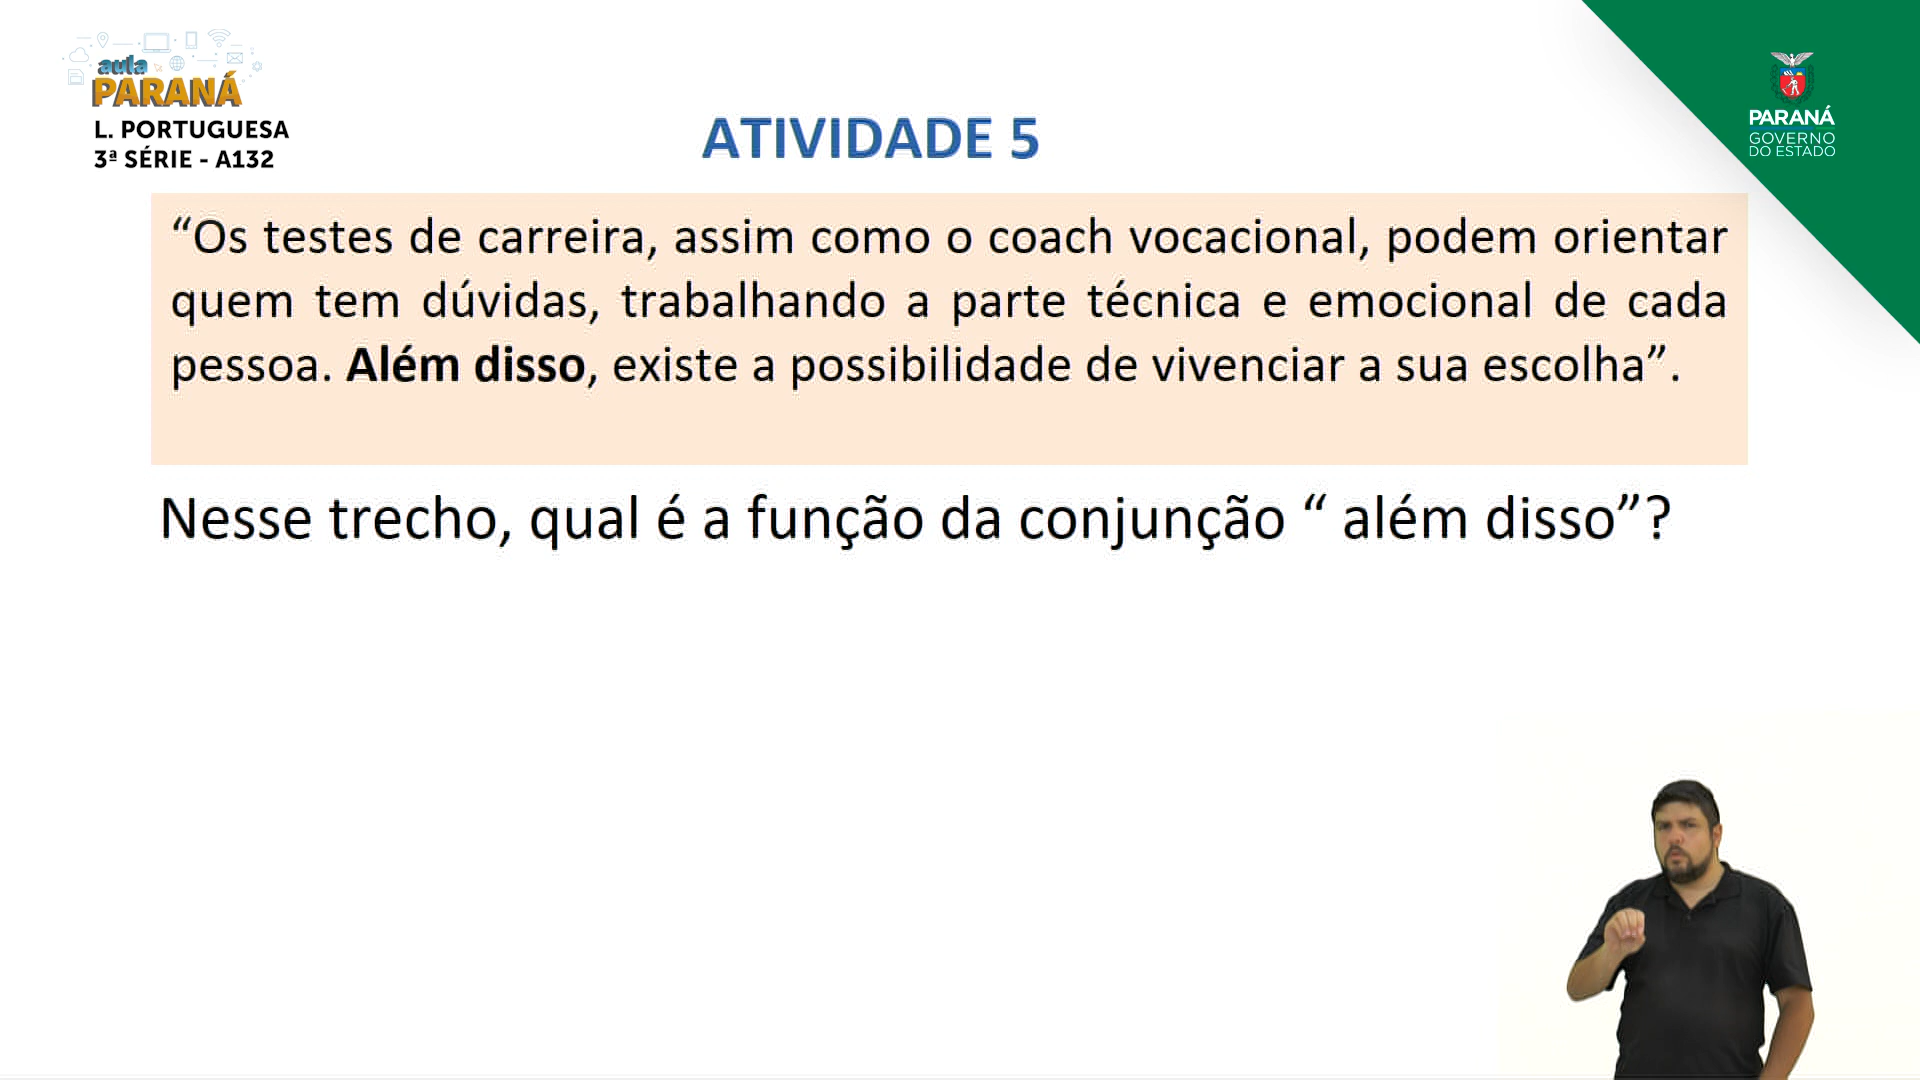 aula
PARANÁ
L. PORTUGUESA
3ª SÉRIE - A132
PARANÁ
GOVERNO
DO ESTADO
ATIVIDADE 5
“Os testes de carreira, assim como o coach vocacional, podem orientar
quem tem dúvidas, trabalhando a parte técnica e emocional de cada
pessoa. Além disso, existe a possibilidade de vivenciar a sua escolha”.
Nesse trecho, qual é a função da conjunção “ além disso”?